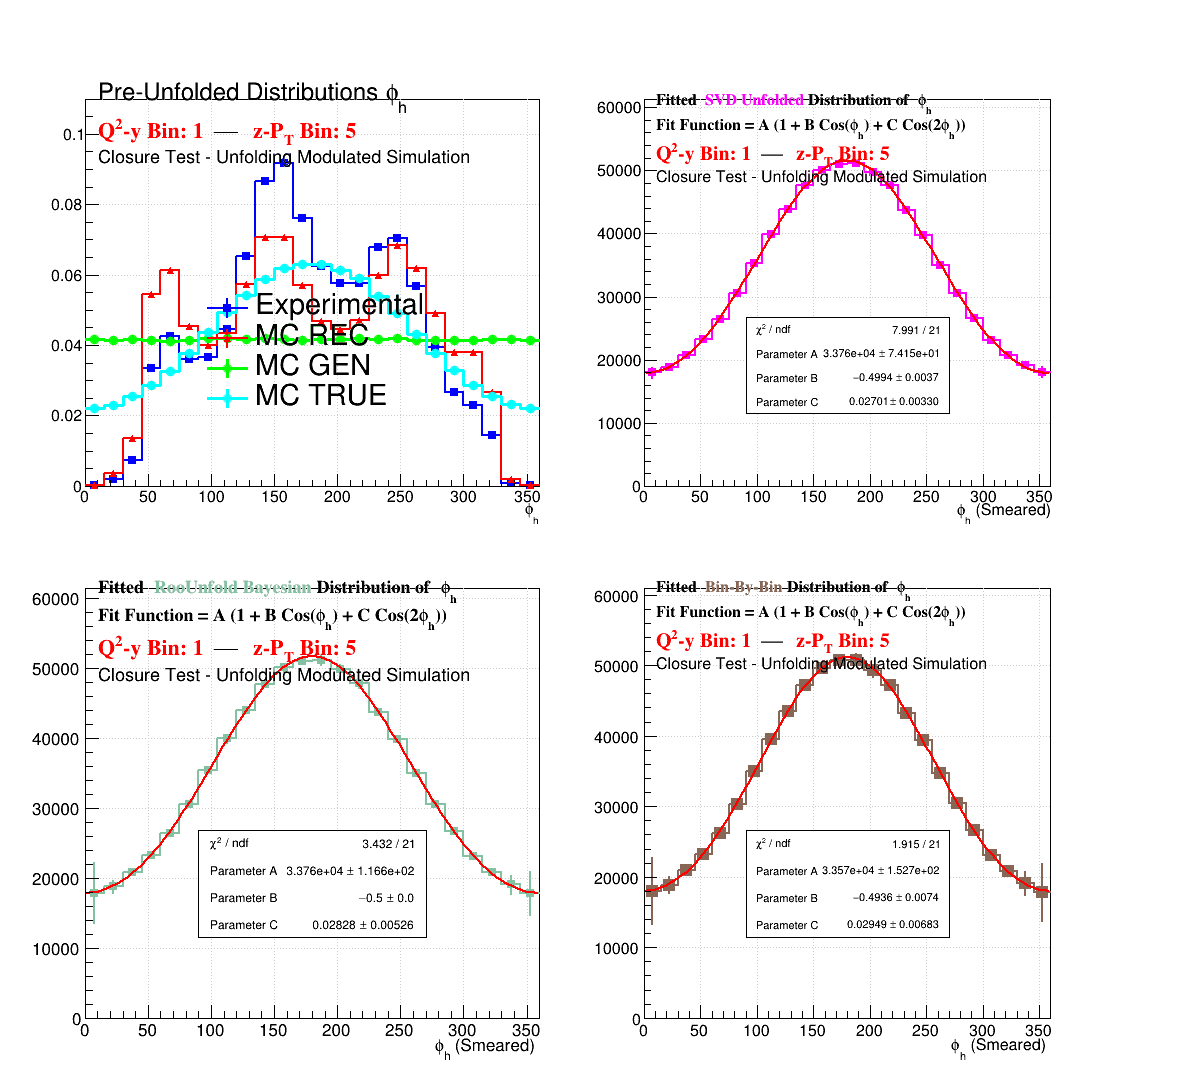 Pre-Unfolded Distributions ϕh
Q2-y Bin: 1 — z-PT Bin: 5
Closure Test - Unfolding Modulated Simulation
0.1
0.08
0.06
0.04
0.02
0
Experimental
MC REC
MC GEN
MC TRUE
0 50 100 150 200 250 300 350
ϕh
Fitted SVD Unfolded Distribution of ϕh
Fit Function = A (1 + B Cos(ϕh) + C Cos(2ϕh))
Q2-y Bin: 1 — z-PT Bin: 5
Closure Test - Unfolding Modulated Simulation
60000
50000
40000
30000
20000
10000
0
χ2 / ndf 7.991 / 21
Parameter A 3.376e+04 ± 7.415e+01
Parameter B −0.4994 ± 0.0037
Parameter C 0.02701 ± 0.00330
0 50 100 150 200 250 300 350
ϕh (Smeared)
Fitted RooUnfold Bayesian Distribution of ϕh
Fit Function = A (1 + B Cos(ϕh) + C Cos(2ϕh))
Q2-y Bin: 1 — z-PT Bin: 5
Closure Test - Unfolding Modulated Simulation
60000
50000
40000
30000
20000
10000
0
χ2 / ndf 3.432 / 21
Parameter A 3.376e+04 ± 1.166e+02
Parameter B −0.5 ± 0.0
Parameter C 0.02828 ± 0.00526
0 50 100 150 200 250 300 350
ϕh (Smeared)
Fitted Bin-By-Bin Distribution of ϕh
Fit Function = A (1 + B Cos(ϕh) + C Cos(2ϕh))
Q2-y Bin: 1 — z-PT Bin: 5
Closure Test - Unfolding Modulated Simulation
60000
50000
40000
30000
20000
10000
0
χ2 / ndf 1.915 / 21
Parameter A 3.357e+04 ± 1.527e+02
Parameter B −0.4936 ± 0.0074
Parameter C 0.02949 ± 0.00683
0 50 100 150 200 250 300 350
ϕh (Smeared)